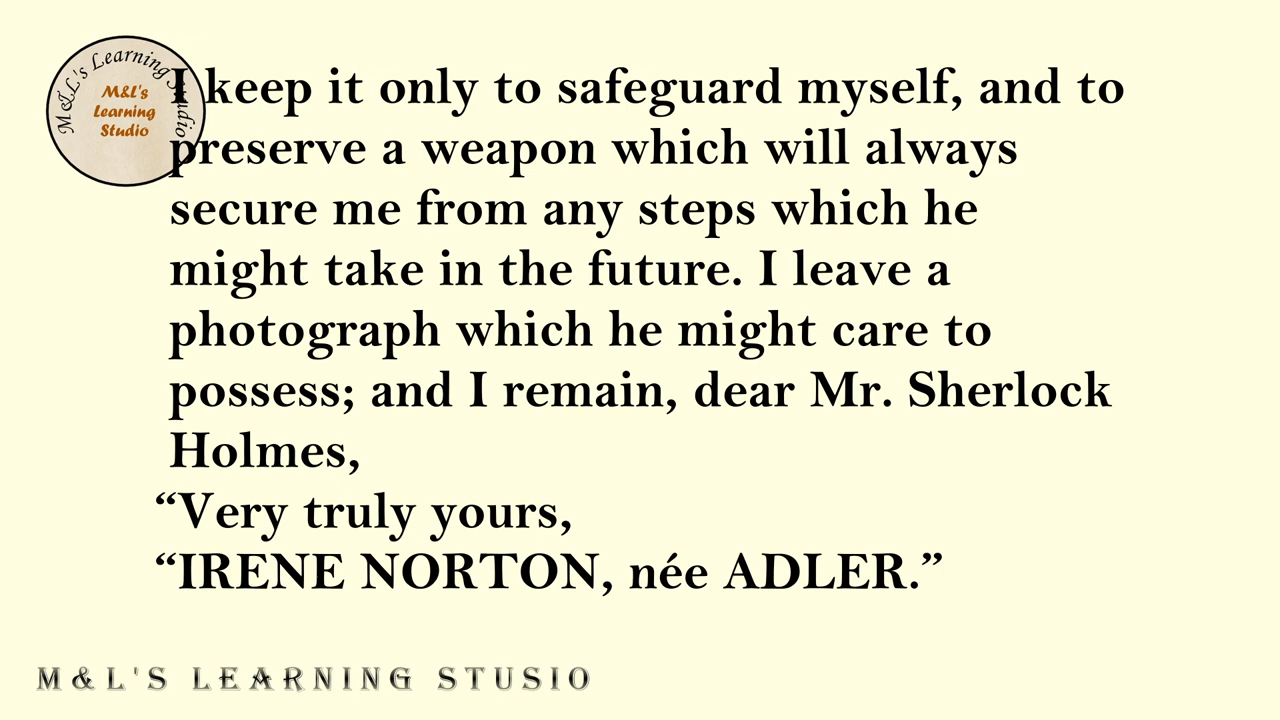 M&L's Learning Studio
M&L's
Learning
Studio
I keep it only to safeguard myself, and to
preserve a weapon which will always
secure me from any steps which he
might take in the future. I leave a
photograph which he might care to
possess; and I remain, dear Mr. Sherlock
Holmes,
“Very truly yours,
“IRENE NORTON, née ADLER.”
M&L'S LEARNING STUSIO